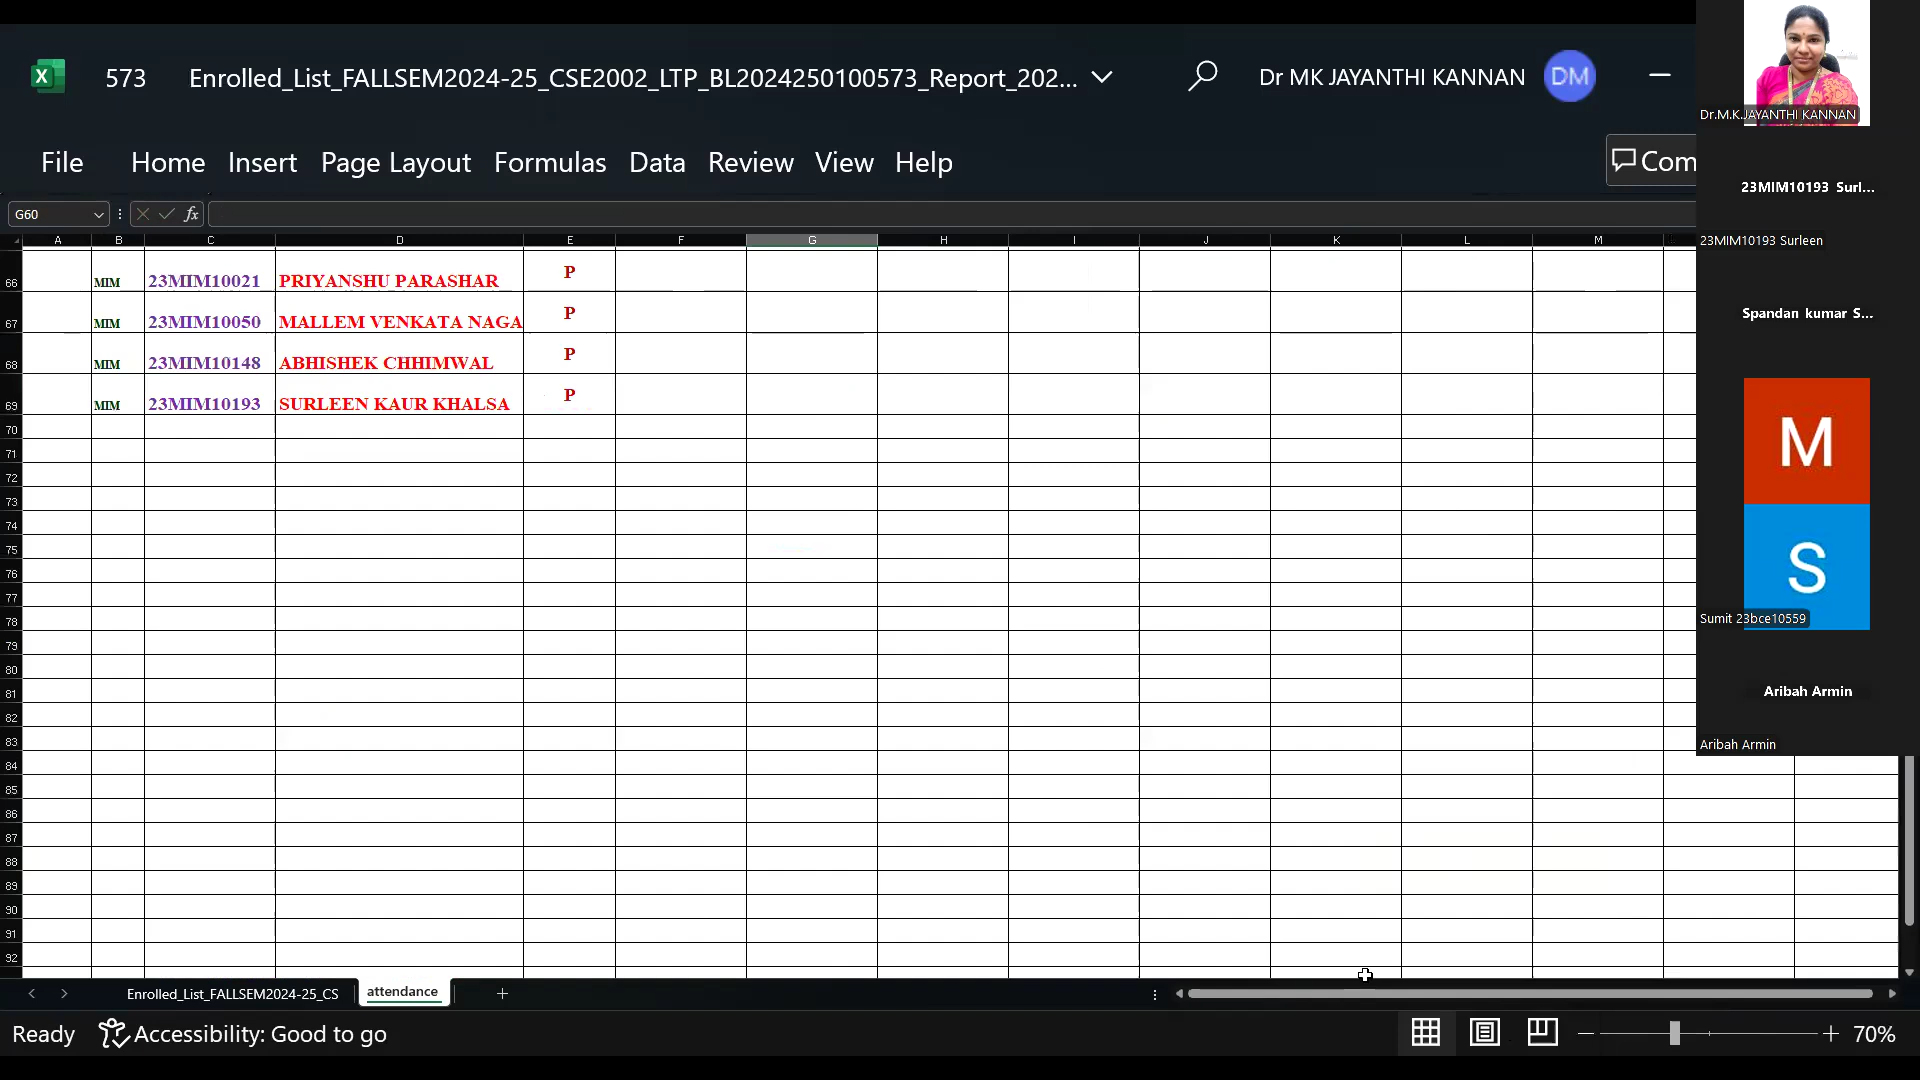 573 Enrolled_List_FALLSEM2024-25_CSE2002_LTP_BL2024250100573_Report_202... Dr MK JAYANTHI KANNAN DM
File Home Insert Page Layout Formulas Data Review View Help Com
G60 fx
A B C D E F G H I J K L M
66 MIM 23MIM10021 PRIYANSHU PARASHAR P
67 MIM 23MIM10050 MALLEM VENKATA NAGA P
68 MIM 23MIM10148 ABHISHEK CHHIMWAL P
69 MIM 23MIM10193 SURLEEN KAUR KHALSA P
70
71
72
73
74
75
76
77
78
79
80
81
82
83
84
85
86
87
88
89
90
91
92
Enrolled_List_FALLSEM2024-25_CS attendance
Ready Accessibility: Good to go 70%
Dr.M.K.JAYANTHI KANNAN
23MIM10193 Surl...
23MIM10193 Surleen
Spandan kumar S...
M
S
Sumit 23bce10559
Aribah Armin
Aribah Armin